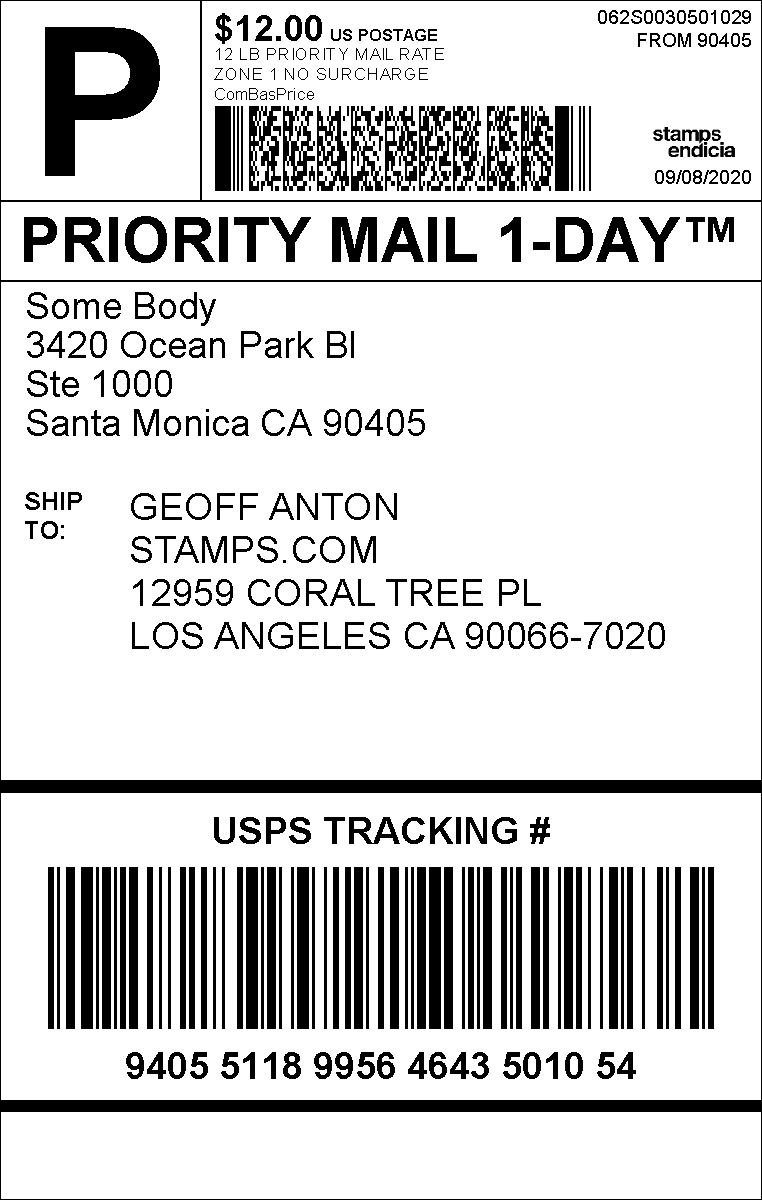 P
$12.00 US POSTAGE
12 LB PRIORITY MAIL RATE
ZONE 1 NO SURCHARGE
ComBasPrice
062S0030501029
FROM 90405
stamps
endicia
09/08/2020
PRIORITY MAIL 1-DAY™
Some Body
3420 Ocean Park Bl
Ste 1000
Santa Monica CA 90405
SHIP
TO:
GEOFF ANTON
STAMPS.COM
12959 CORAL TREE PL
LOS ANGELES CA 90066-7020
USPS TRACKING #
9405 5118 9956 4643 5010 54